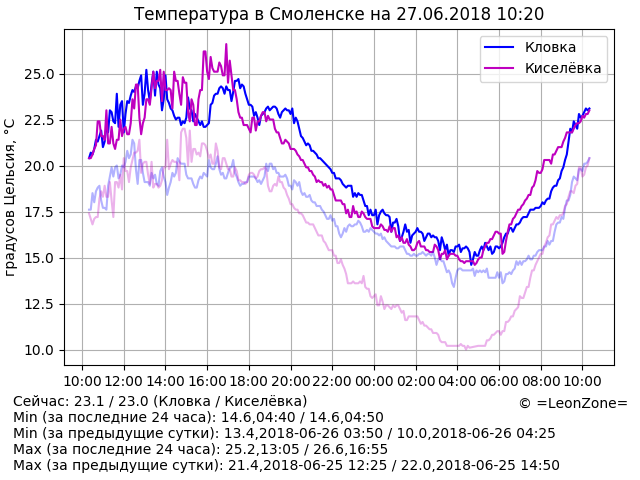 Температура в Смоленске на 27.06.2018 10:20
Кловка
Киселёвка
градусов Цельсия, °C
25.0
22.5
20.0
17.5
15.0
12.5
10.0
10:00 12:00 14:00 16:00 18:00 20:00 22:00 00:00 02:00 04:00 06:00 08:00 10:00
Сейчас: 23.1 / 23.0 (Кловка / Киселёвка)
© =LeonZone=
Min (за последние 24 часа): 14.6,04:40 / 14.6,04:50
Min (за предыдущие сутки): 13.4,2018-06-26 03:50 / 10.0,2018-06-26 04:25
Max (за последние 24 часа): 25.2,13:05 / 26.6,16:55
Max (за предыдущие сутки): 21.4,2018-06-25 12:25 / 22.0,2018-06-25 14:50